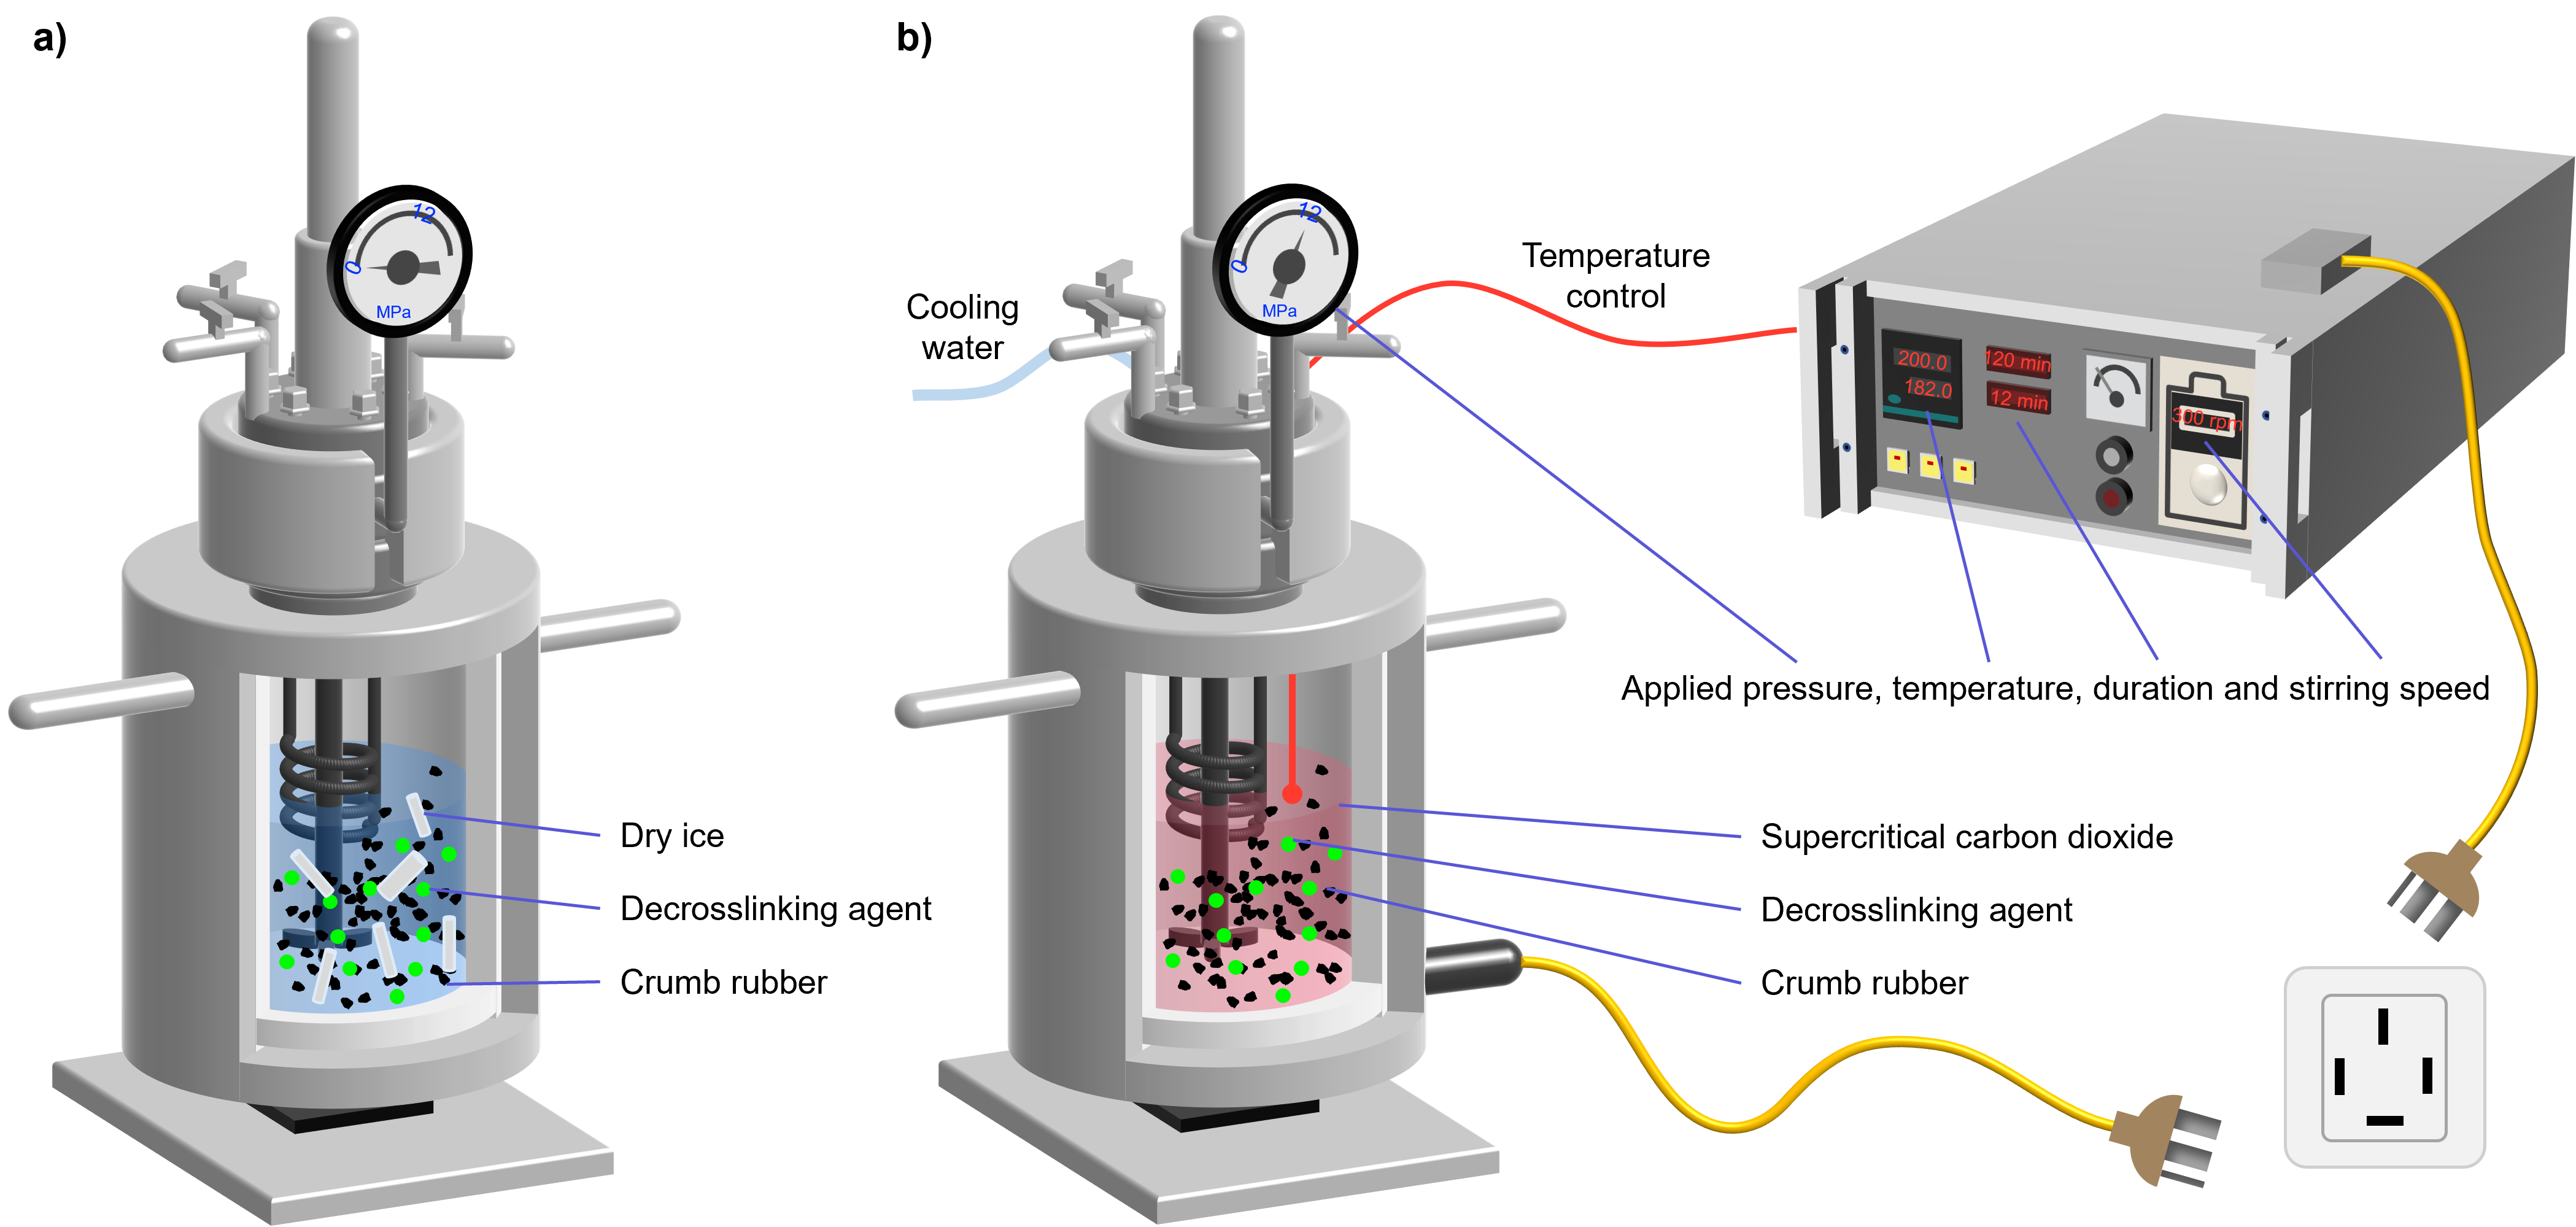 a)
12
0
MPa
Dry ice
Decrosslinking agent
Crumb rubber
b)
Cooling
water
12
0
MPa
Temperature
control
200.0
182.0
120 min
12 min
300 rpm
Applied pressure, temperature, duration and stirring speed
Supercritical carbon dioxide
Decrosslinking agent
Crumb rubber